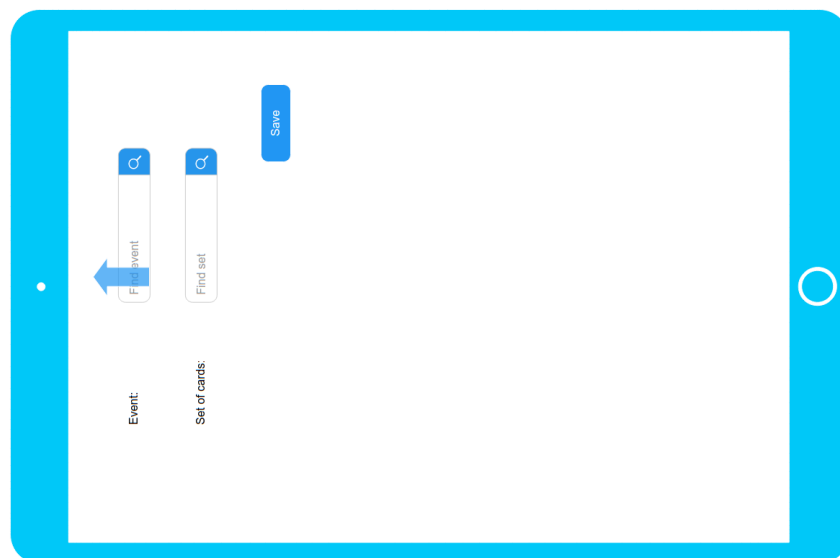 Event:
Find event
Set of cards:
Find set
Save